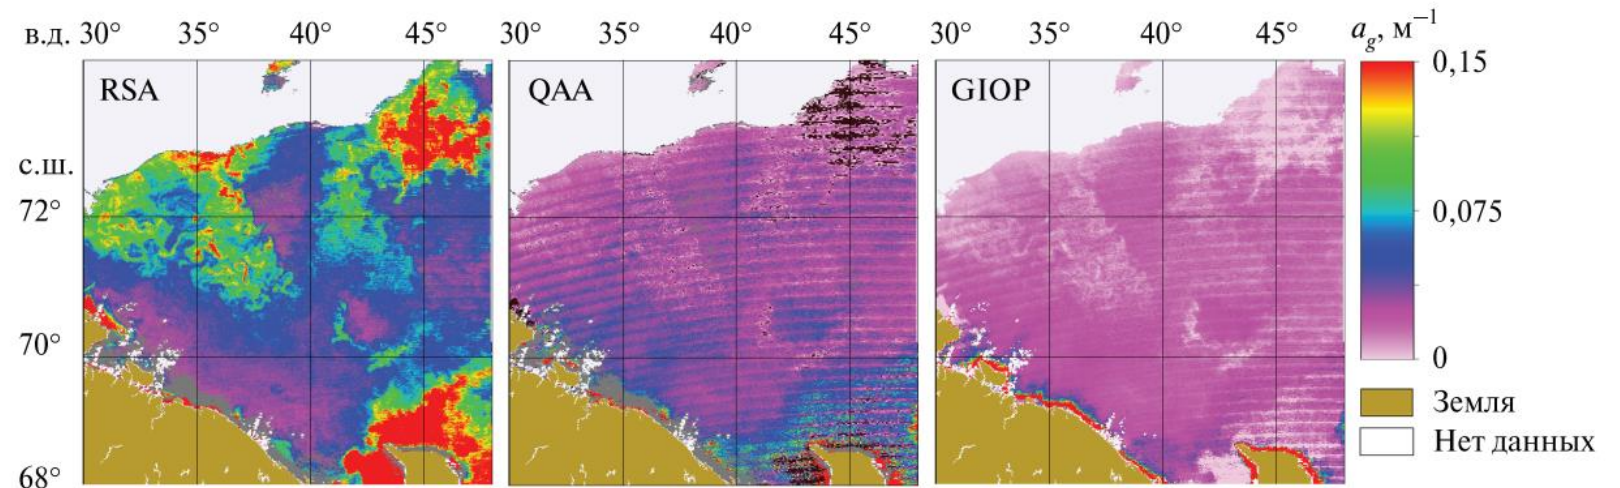 в.д. 30° 35° 40° 45° 30° 35° 40° 45° 30° 35° 40° 45° a_g, м⁻¹
RSA QAA GIOP 0,15
с.ш.
72° 0,075
70° 0
Земля
Нет данных
68°